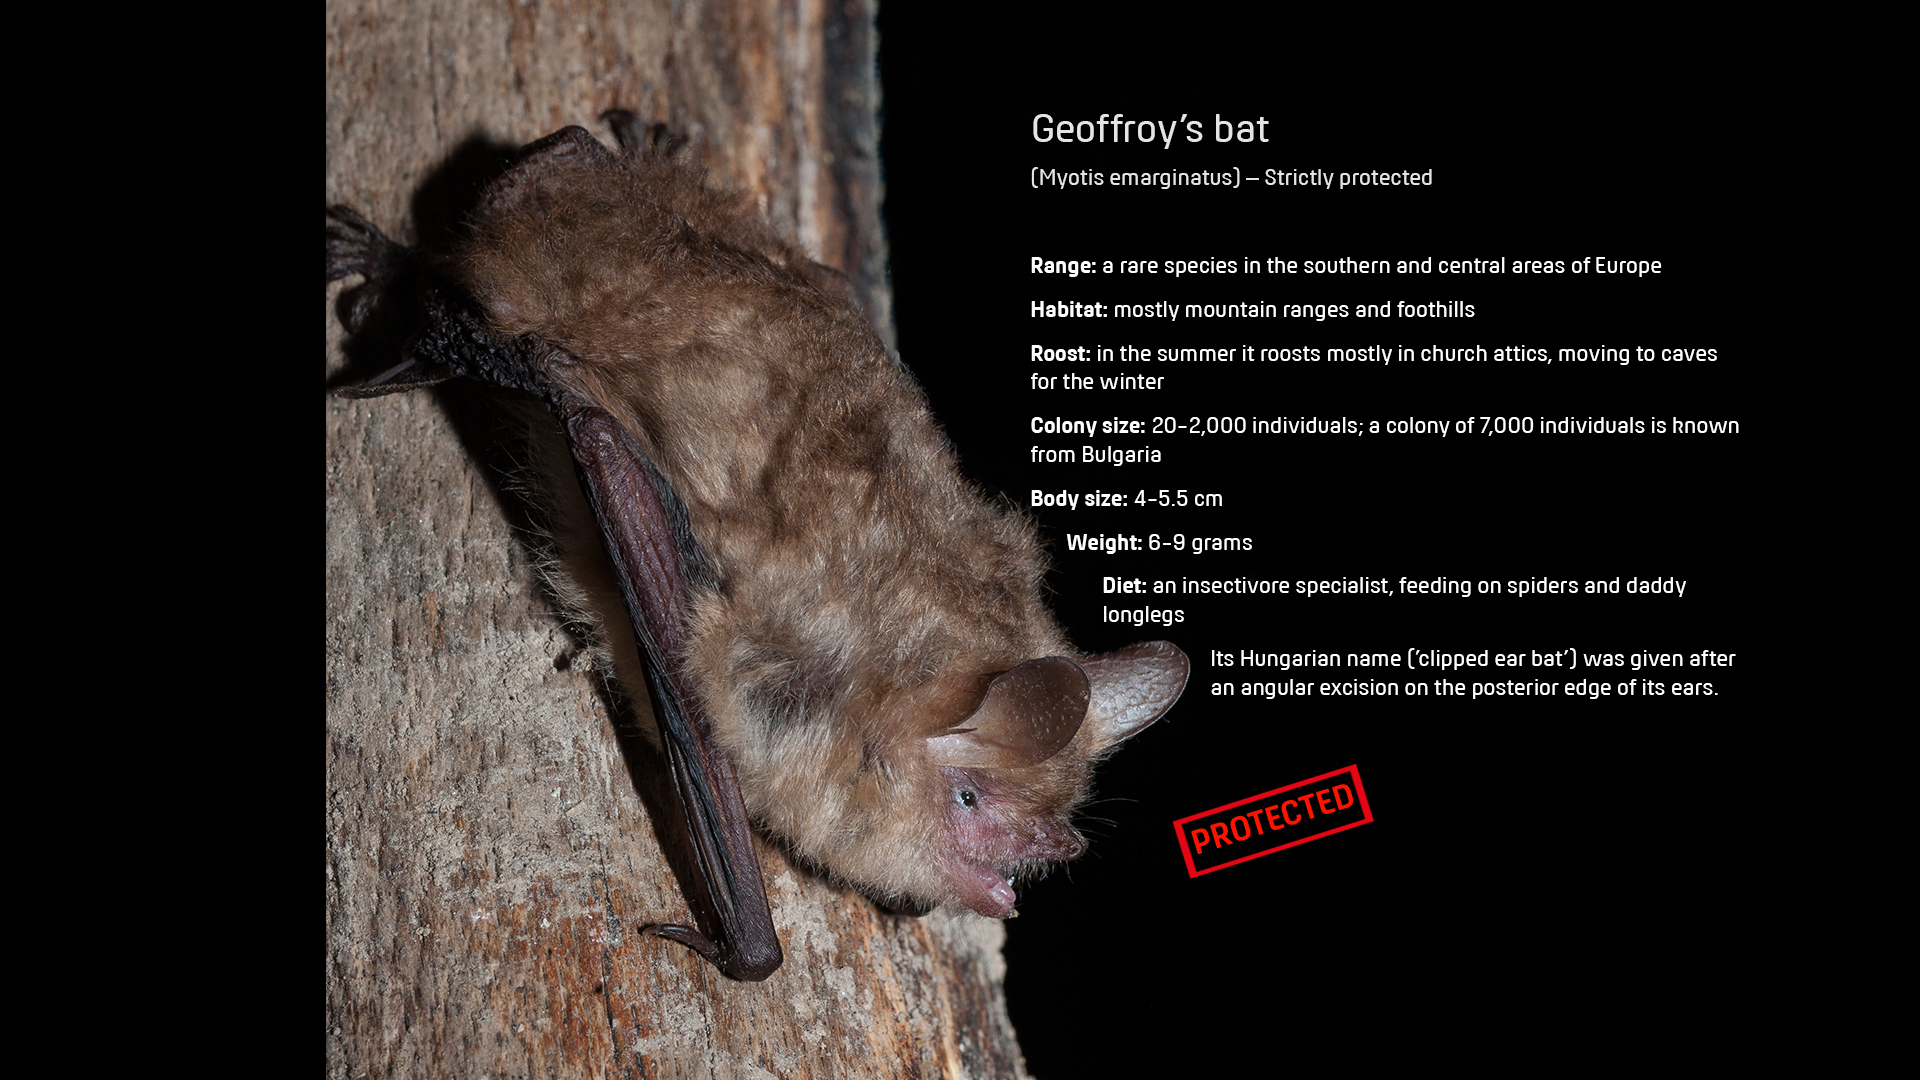 Geoffroy’s bat
(Myotis emarginatus) – Strictly protected
Range: a rare species in the southern and central areas of Europe
Habitat: mostly mountain ranges and foothills
Roost: in the summer it roosts mostly in church attics, moving to caves
for the winter
Colony size: 20–2,000 individuals; a colony of 7,000 individuals is known
from Bulgaria
Body size: 4–5.5 cm
Weight: 6–9 grams
Diet: an insectivore specialist, feeding on spiders and daddy
longlegs
Its Hungarian name (’clipped ear bat’) was given after
an angular excision on the posterior edge of its ears.
PROTECTED